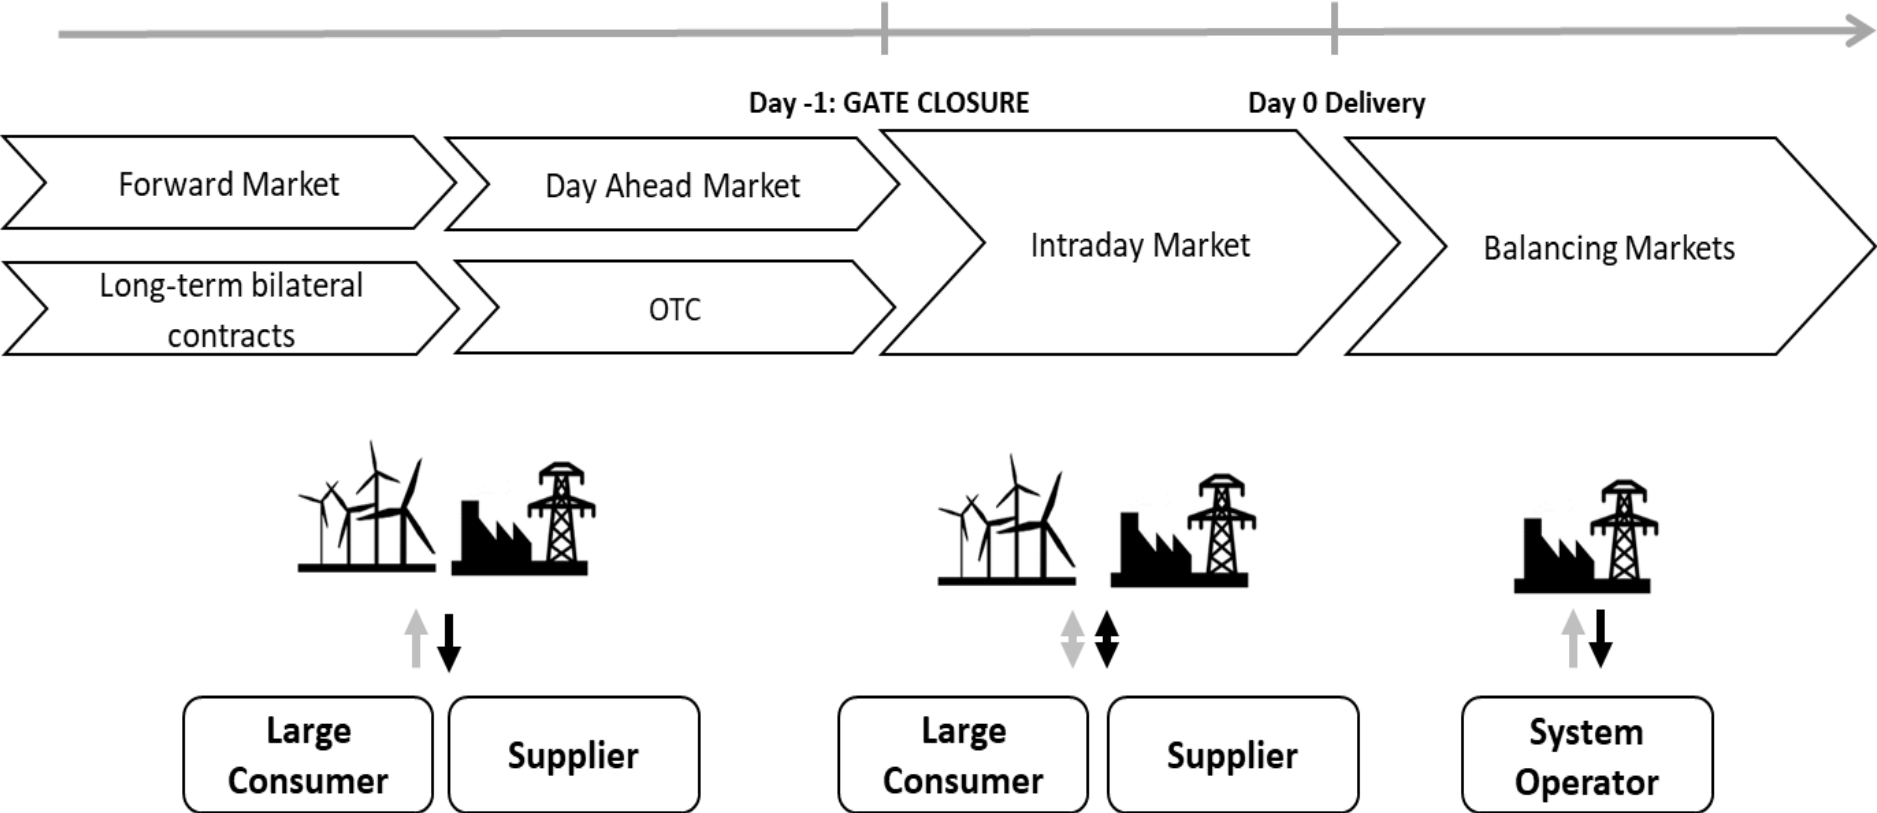 Day -1: GATE CLOSURE
Day 0 Delivery
Forward Market
Day Ahead Market
Long-term bilateral
contracts
OTC
Intraday Market
Balancing Markets
Large
Consumer
Supplier
Large
Consumer
Supplier
System
Operator